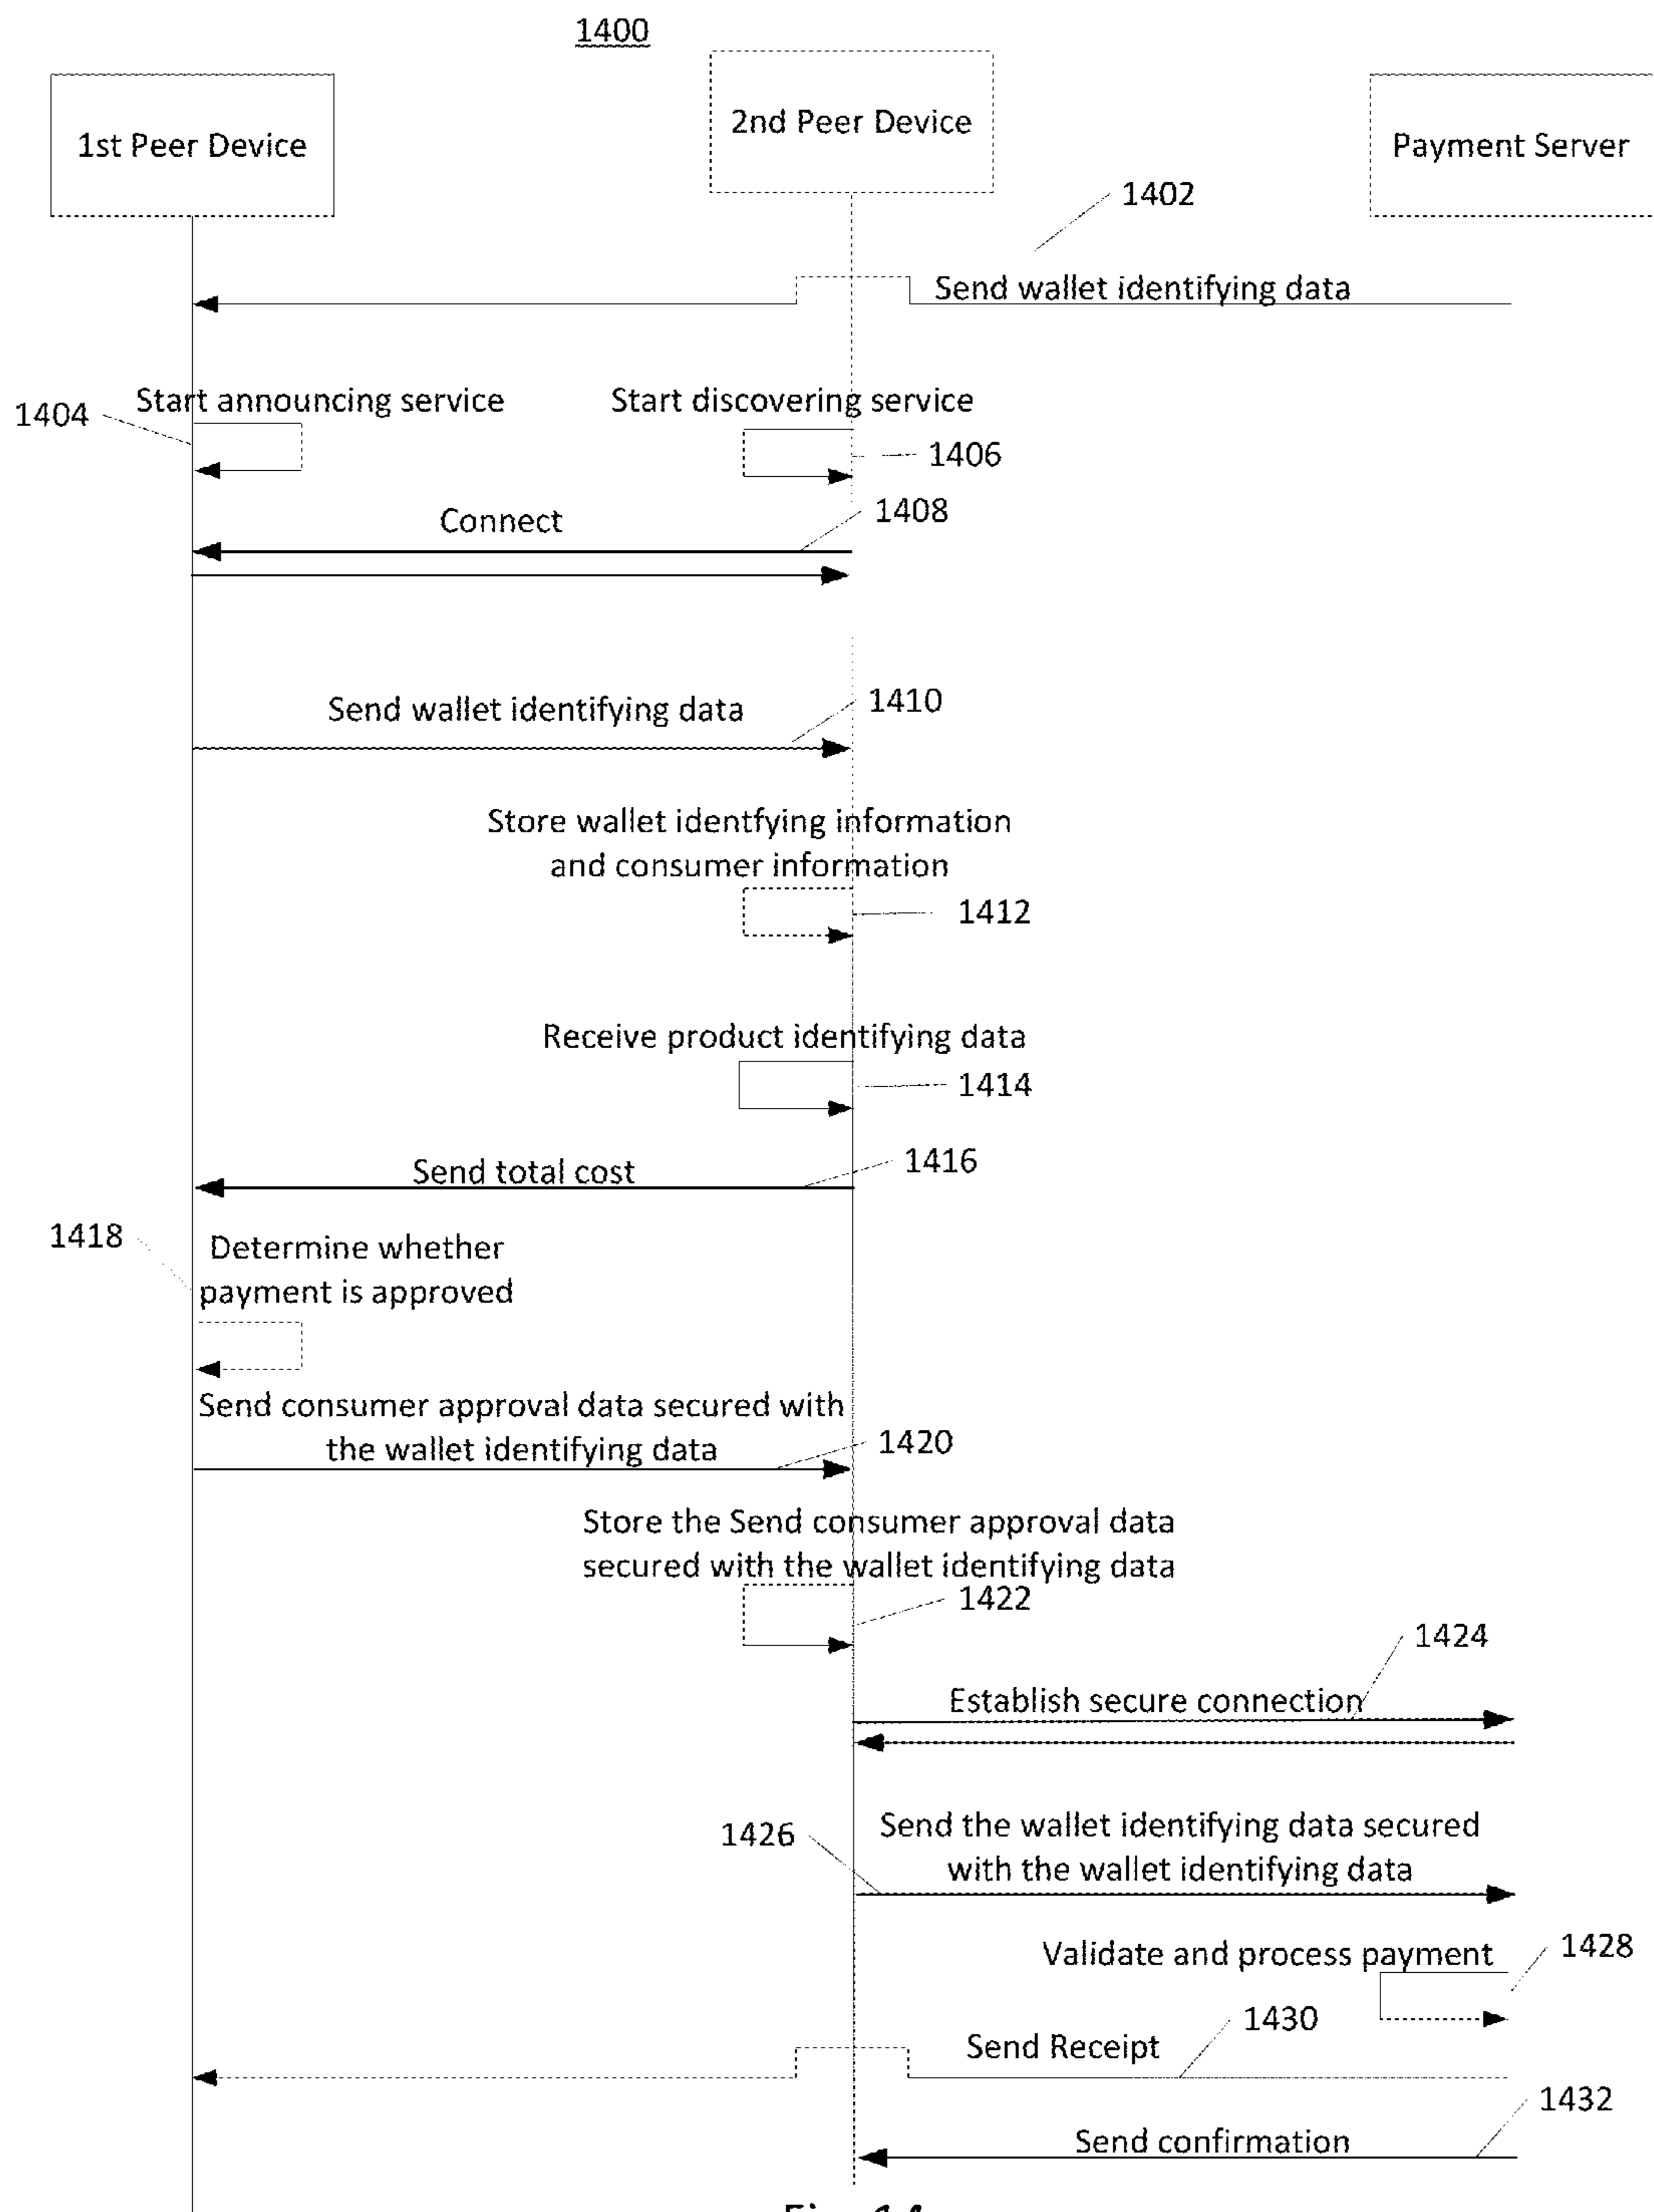 1400
1st Peer Device
2nd Peer Device
Payment Server
1402
Send wallet identifying data
Start announcing service
Start discovering service
1404
1406
1408
Connect
1410
Send wallet identifying data
Store wallet identfying information
and consumer information
1412
Receive product identifying data
1414
1416
Send total cost
1418
Determine whether
payment is approved
Send consumer approval data secured with
the wallet identifying data
1420
Store the Send consumer approval data
secured with the wallet identifying data
1422
1424
Establish secure connection
1426
Send the wallet identifying data secured
with the wallet identifying data
Validate and process payment
1428
1430
Send Receipt
1432
Send confirmation